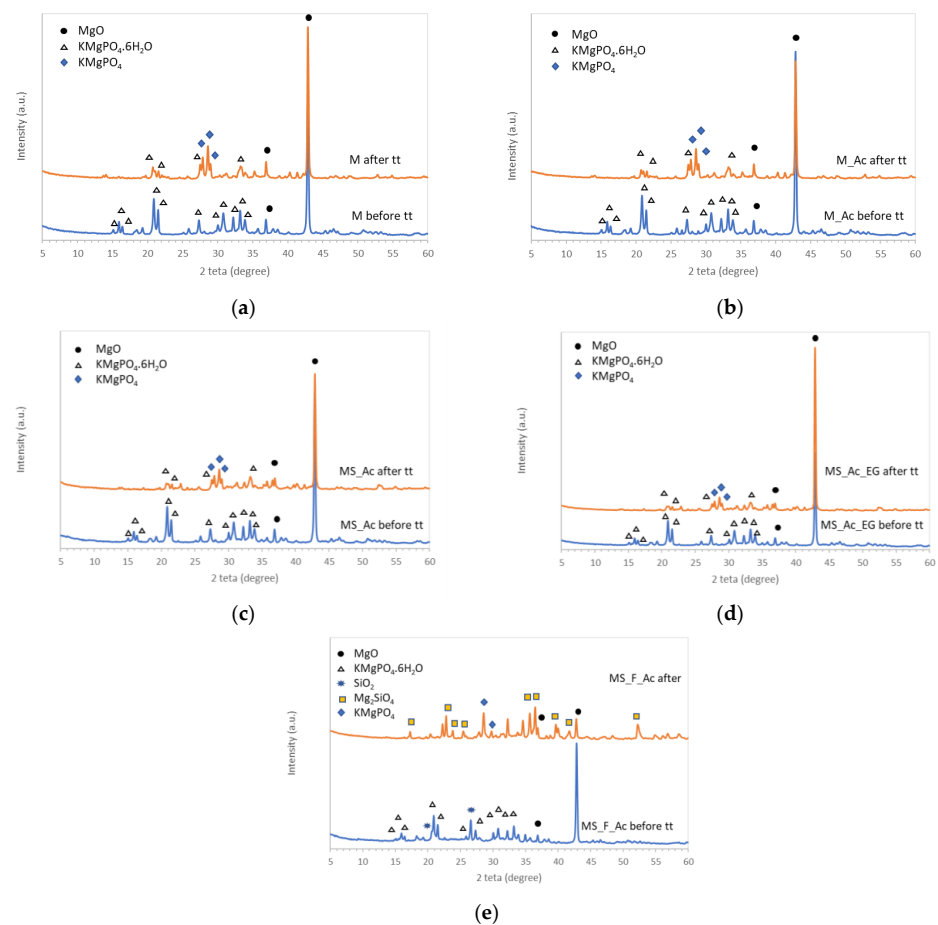 MgO
KMgPO₄.6H₂O
KMgPO₄
Intensity (a.u.)
M after tt
M before tt
5 10 15 20 25 30 35 40 45 50 55 60
2 teta (degree)
(a)
MgO
KMgPO₄.6H₂O
KMgPO₄
Intensity (a.u.)
M_Ac after tt
M_Ac before tt
5 10 15 20 25 30 35 40 45 50 55 60
2 teta (degree)
(b)
MgO
KMgPO₄.6H₂O
KMgPO₄
Intensity (a.u.)
MS_Ac after tt
MS_Ac before tt
5 10 15 20 25 30 35 40 45 50 55 60
2 teta (degree)
(c)
MgO
KMgPO₄.6H₂O
KMgPO₄
Intensity (a.u.)
MS_Ac_EG after tt
MS_Ac_EG before tt
5 10 15 20 25 30 35 40 45 50 55 60
2 teta (degree)
(d)
MgO
KMgPO₄.6H₂O
SiO₂
Mg₂SiO₄
KMgPO₄
Intensity (a.u.)
MS_F_Ac after
MS_F_Ac before tt
5 10 15 20 25 30 35 40 45 50 55 60
2 teta (degree)
(e)